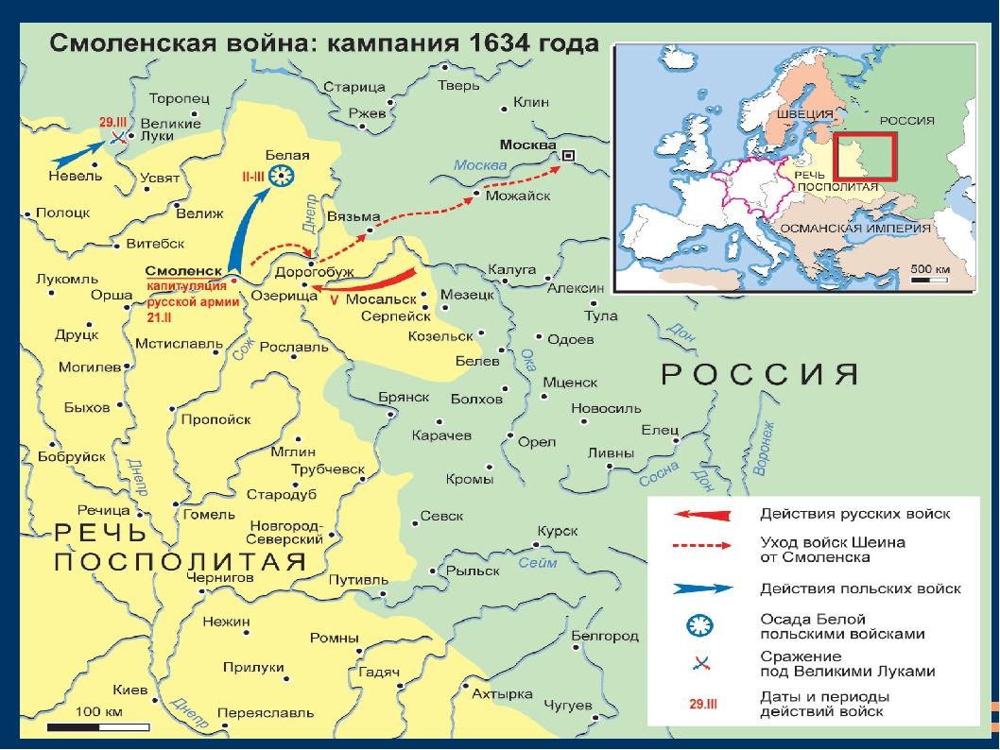 Смоленская война: кампания 1634 года
Старица
Тверь
Торопец
Ржев
Клин
29.III
Великие
Луки
Москва
Москва
Белая
II-III
Невель
Усвят
Можайск
Днепр
Полоцк
Велиж
Вязьма
Витебск
Смоленск
капитуляция
русской армии
21.II
Дорогобуж
Калуга
Лукомль
Орша
Озерища
V
Мосальск
Мезецк
Алексин
Серпейск
Тула
Друцк
Мстиславль
Сож
Рославль
Козельск
Одоев
Дон
Могилев
Белев
Ока
РОССИЯ
Мценск
Быхов
Пропойск
Брянск
Болхов
Новосиль
Карачев
Орел
Елец
Бобруйск
Мглин
Ливны
Воронеж
Днепр
Трубчевск
Кромы
Сосна
Дон
Стародуб
Речица
Гомель
Новгород-
Северский
Севск
Курск
РЕЧЬ
ПОСПОЛИТАЯ
Сейм
Чернигов
Путивль
Рыльск
Нежин
Ромны
Белгород
Прилуки
Гадяч
Киев
Ахтырка
Чугуев
Днепр
Переяславль
100 км
ШВЕЦИЯ
РОССИЯ
РЕЧЬ
ПОСПОЛИТАЯ
ОСМАНСКАЯ ИМПЕРИЯ
500 км
Действия русских войск
Уход войск Шеина
от Смоленска
Действия польских войск
Осада Белой
польскими войсками
Сражение
под Великими Луками
29.III
Даты и периоды
действий войск